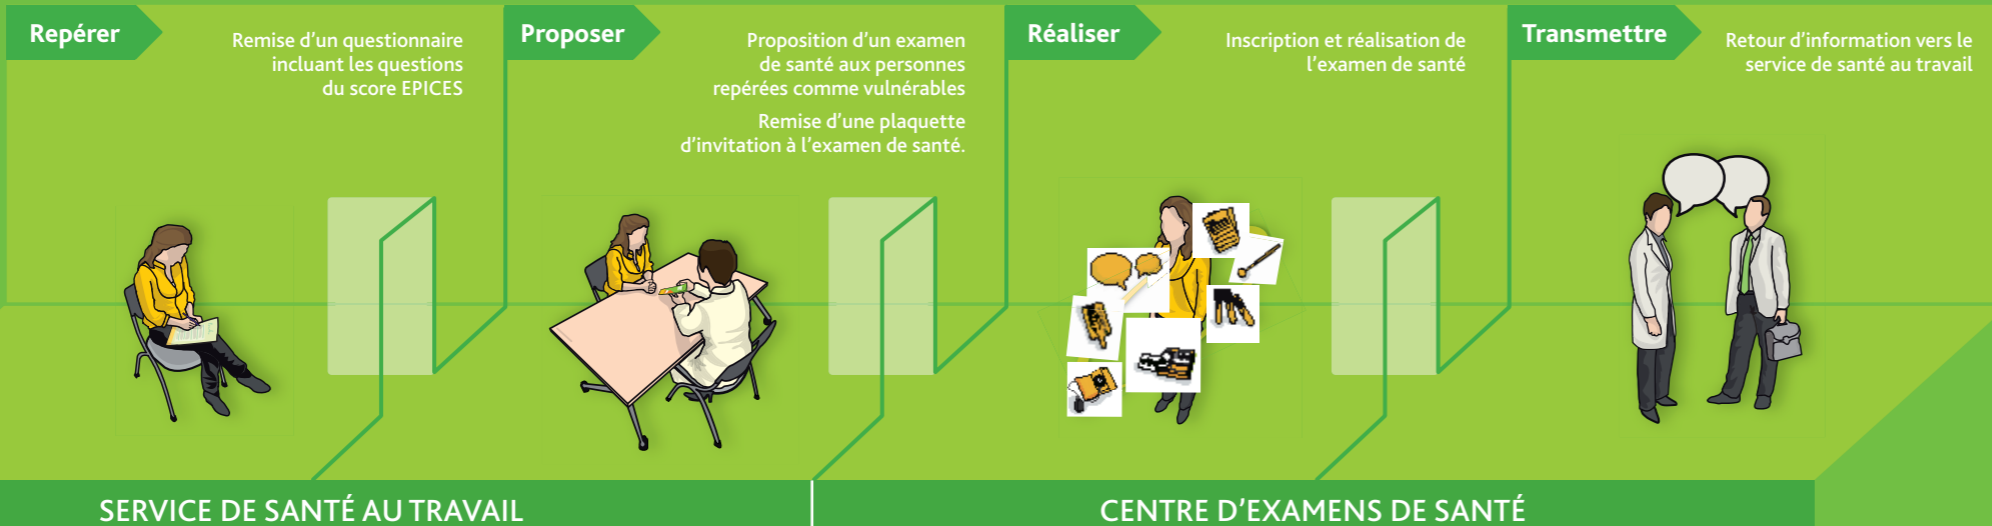 Repérer
Remise d’un questionnaire
incluant les questions
du score EPICES
Proposer
Proposition d’un examen
de santé aux personnes
repérées comme vulnérables
Remise d’une plaquette
d’invitation à l’examen de santé.
Réaliser
Inscription et réalisation de
l’examen de santé
Transmettre
Retour d’information vers le
service de santé au travail
SERVICE DE SANTÉ AU TRAVAIL
CENTRE D’EXAMENS DE SANTÉ